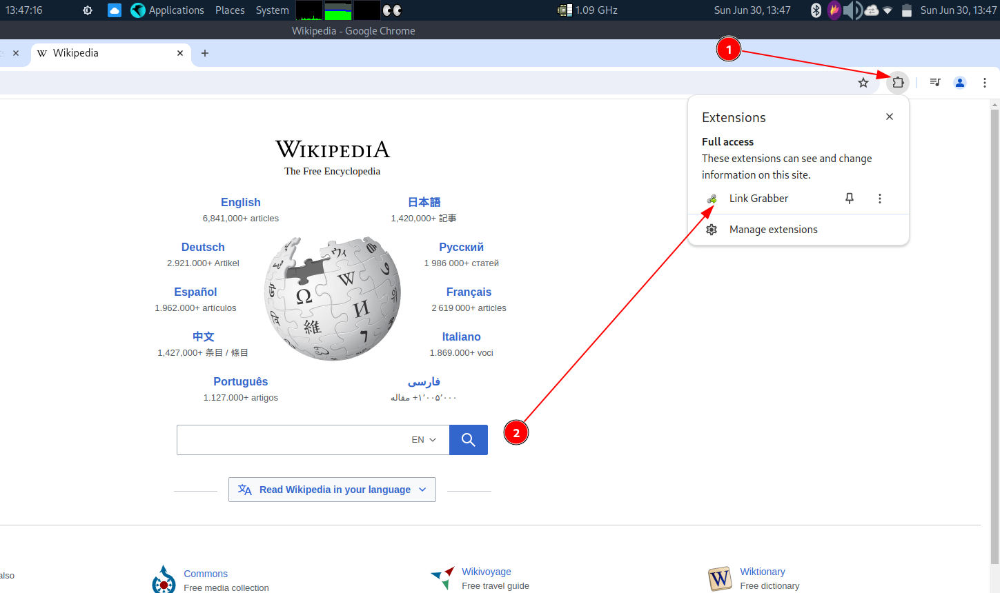 13:47:16 Applications Places System 1.09 GHz Sun Jun 30, 13:47 Sun Jun 30, 13:47
Wikipedia - Google Chrome
Wikipedia
1
Extensions
Full access
These extensions can see and change
information on this site.
Link Grabber
Manage extensions
WIKIPEDIA
The Free Encyclopedia
English
6,841,000+ articles
日本語
1,420,000+ 記事
Deutsch
2.921.000+ Artikel
Русский
1 986 000+ статей
Español
1.962.000+ artículos
Français
2 619 000+ articles
中文
1,427,000+ 条目 / 條目
Italiano
1.869.000+ voci
Português
1.127.000+ artigos
فارسی
۱٬۰۰۵٬۰۰۰+ مقاله
Ω W И 維 ウィ
EN
2
Read Wikipedia in your language
also
Commons
Free media collection
Wikivoyage
Free travel guide
W
Wiktionary
Free dictionary